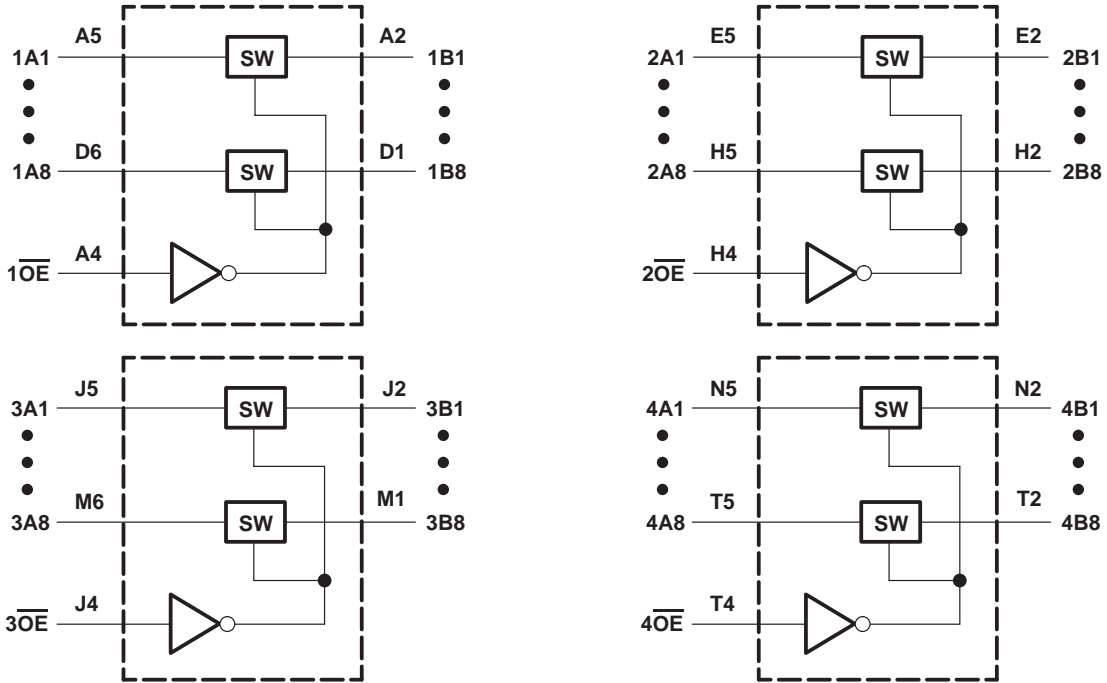 A5 A2
1A1 SW 1B1
D6 D1
1A8 SW 1B8
A4
1OE
E5 E2
2A1 SW 2B1
H5 H2
2A8 SW 2B8
H4
2OE
J5 J2
3A1 SW 3B1
M6 M1
3A8 SW 3B8
J4
3OE
N5 N2
4A1 SW 4B1
T5 T2
4A8 SW 4B8
T4
4OE